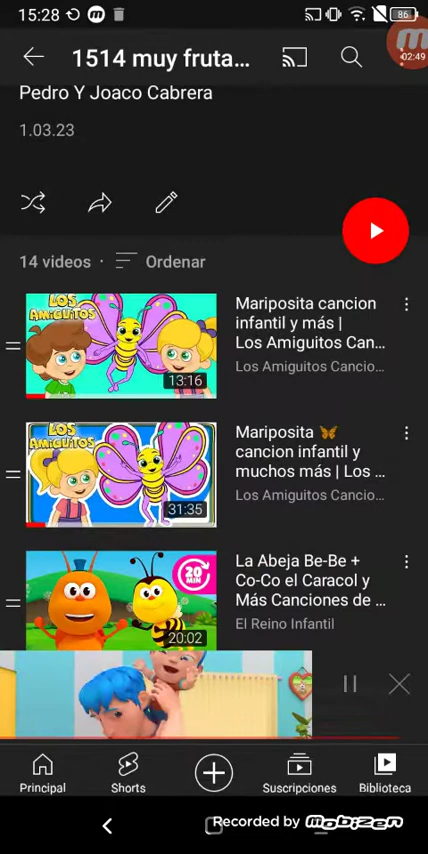 15:28
86
1514 muy fruta...
02:49
Pedro Y Joaco Cabrera
1.03.23
14 videos · Ordenar
LOS AMIGUITOS
13:16
Mariposita cancion
infantil y más |
Los Amiguitos Can...
Los Amiguitos Cancio...
LOS AMIGUITOS
31:35
Mariposita 🦋
cancion infantil y
muchos más | Los ...
Los Amiguitos Cancio...
20
MIN
20:02
La Abeja Be-Be +
Co-Co el Caracol y
Más Canciones de ...
El Reino Infantil
Principal
Shorts
Suscripciones
Biblioteca
Recorded by mobizen